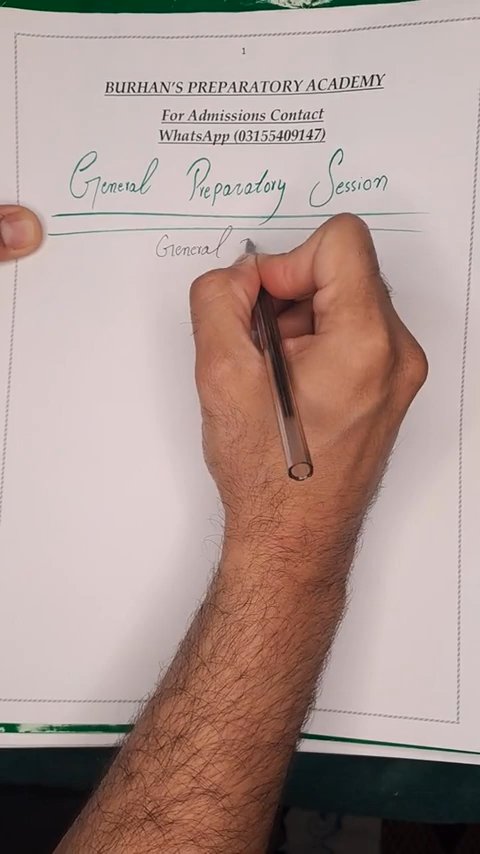 1
BURHAN'S PREPARATORY ACADEMY
For Admissions Contact
WhatsApp (03155409147)
General Preparatory Session
General